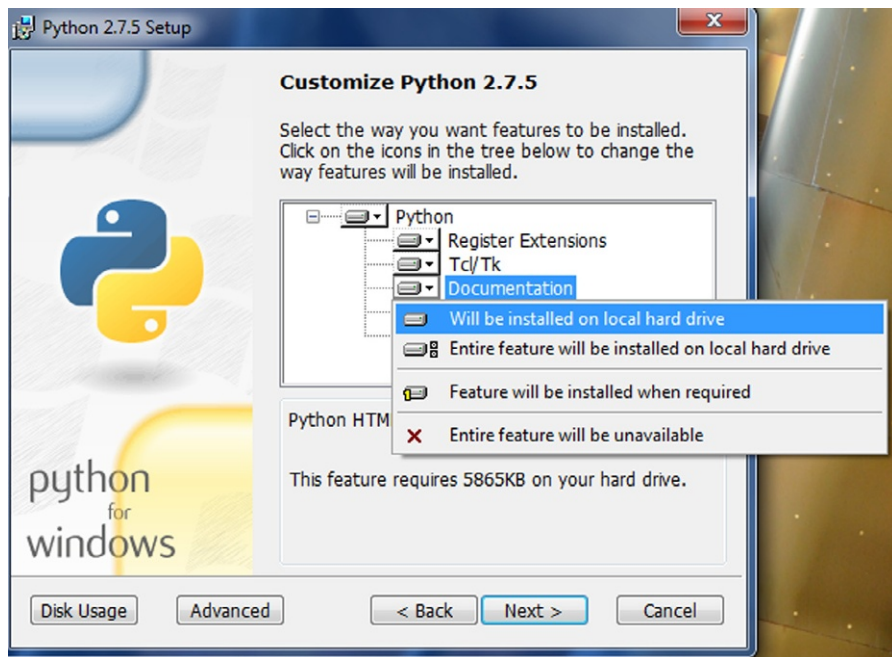 Python 2.7.5 Setup
x
Customize Python 2.7.5
Select the way you want features to be installed.
Click on the icons in the tree below to change the
way features will be installed.
Python
Register Extensions
Tcl/Tk
Documentation
Will be installed on local hard drive
Entire feature will be installed on local hard drive
Feature will be installed when required
Entire feature will be unavailable
Python HTM
This feature requires 5865KB on your hard drive.
python
for
windows
Disk Usage
Advanced
< Back
Next >
Cancel